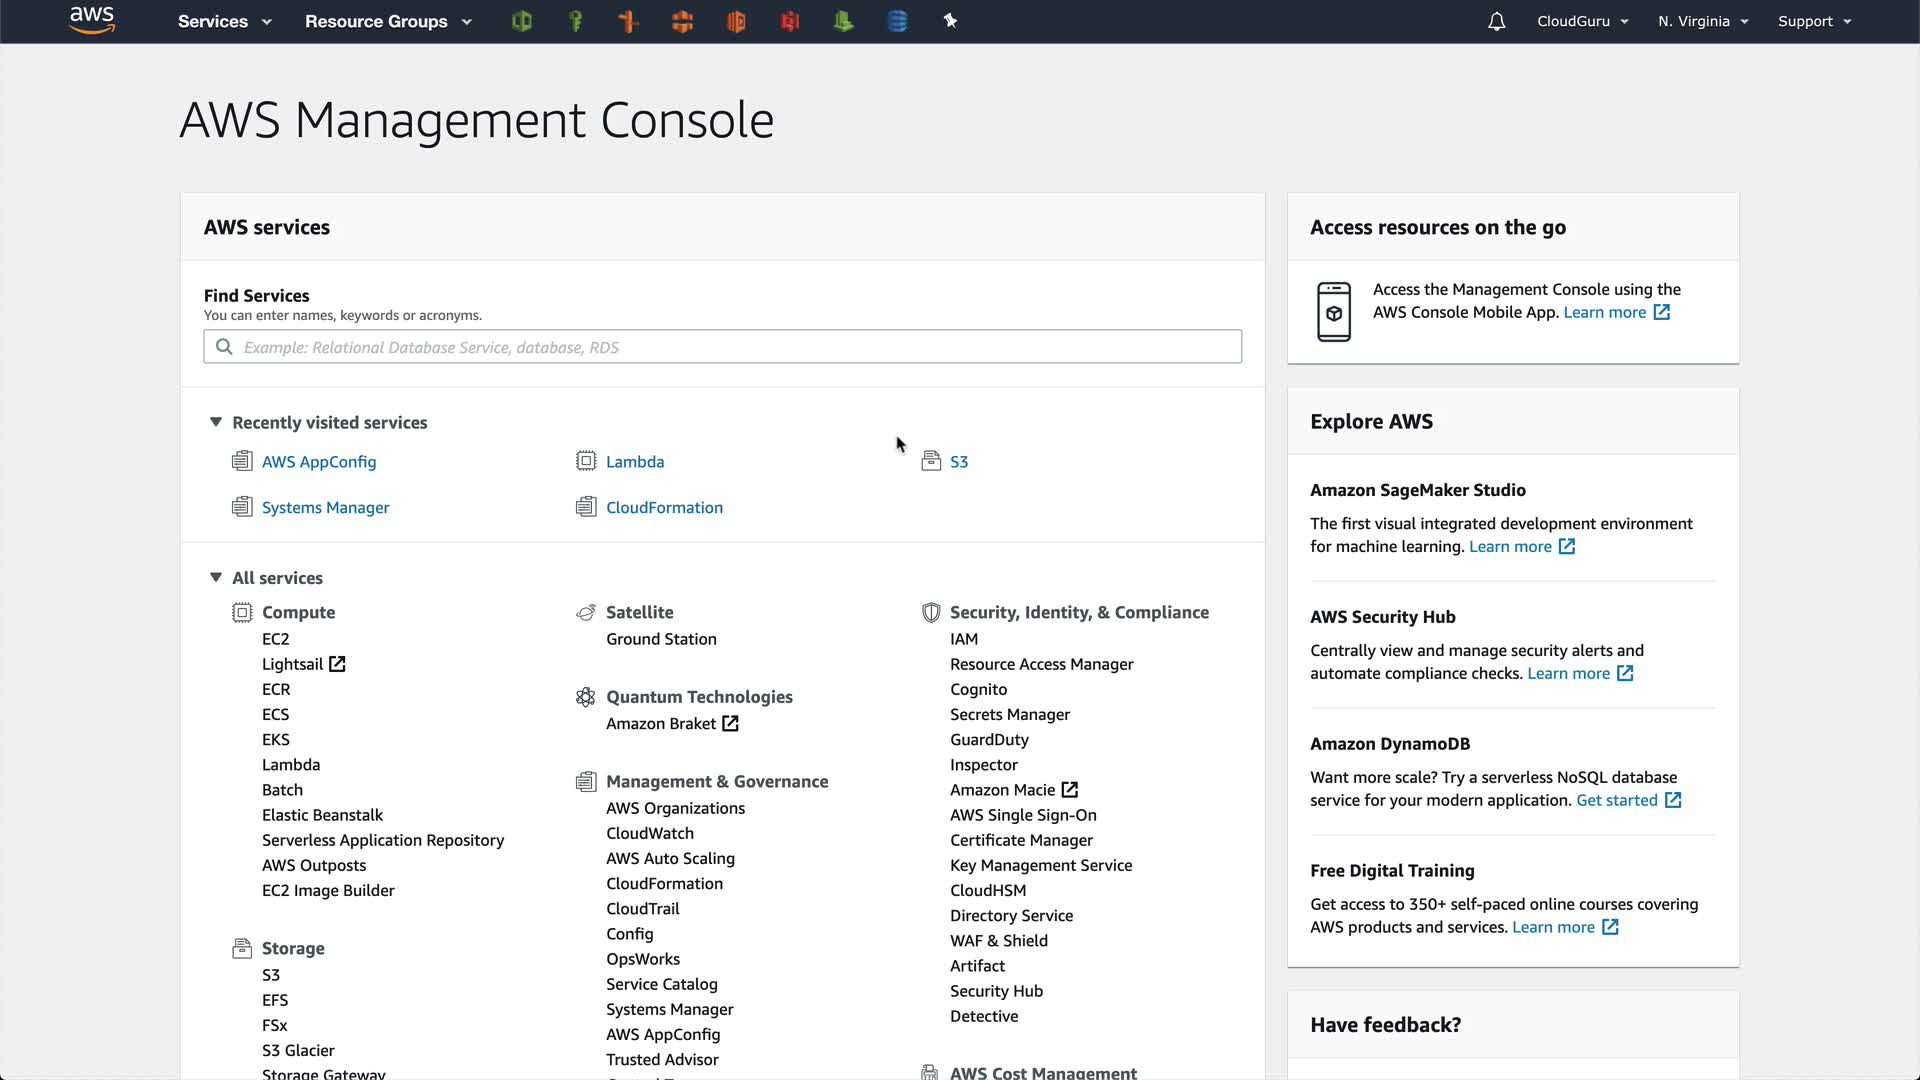 aws Services Resource Groups CloudGuru N. Virginia Support
AWS Management Console
AWS services
Find Services
You can enter names, keywords or acronyms.
Example: Relational Database Service, database, RDS
Recently visited services
AWS AppConfig
Lambda
S3
Systems Manager
CloudFormation
All services
Compute
EC2
Lightsail
ECR
ECS
EKS
Lambda
Batch
Elastic Beanstalk
Serverless Application Repository
AWS Outposts
EC2 Image Builder
Storage
S3
EFS
FSx
S3 Glacier
Storage Gateway
Satellite
Ground Station
Quantum Technologies
Amazon Braket
Management & Governance
AWS Organizations
CloudWatch
AWS Auto Scaling
CloudFormation
CloudTrail
Config
OpsWorks
Service Catalog
Systems Manager
AWS AppConfig
Trusted Advisor
Security, Identity, & Compliance
IAM
Resource Access Manager
Cognito
Secrets Manager
GuardDuty
Inspector
Amazon Macie
AWS Single Sign-On
Certificate Manager
Key Management Service
CloudHSM
Directory Service
WAF & Shield
Artifact
Security Hub
Detective
AWS Cost Management
Access resources on the go
Access the Management Console using the
AWS Console Mobile App. Learn more
Explore AWS
Amazon SageMaker Studio
The first visual integrated development environment
for machine learning. Learn more
AWS Security Hub
Centrally view and manage security alerts and
automate compliance checks. Learn more
Amazon DynamoDB
Want more scale? Try a serverless NoSQL database
service for your modern application. Get started
Free Digital Training
Get access to 350+ self-paced online courses covering
AWS products and services. Learn more
Have feedback?